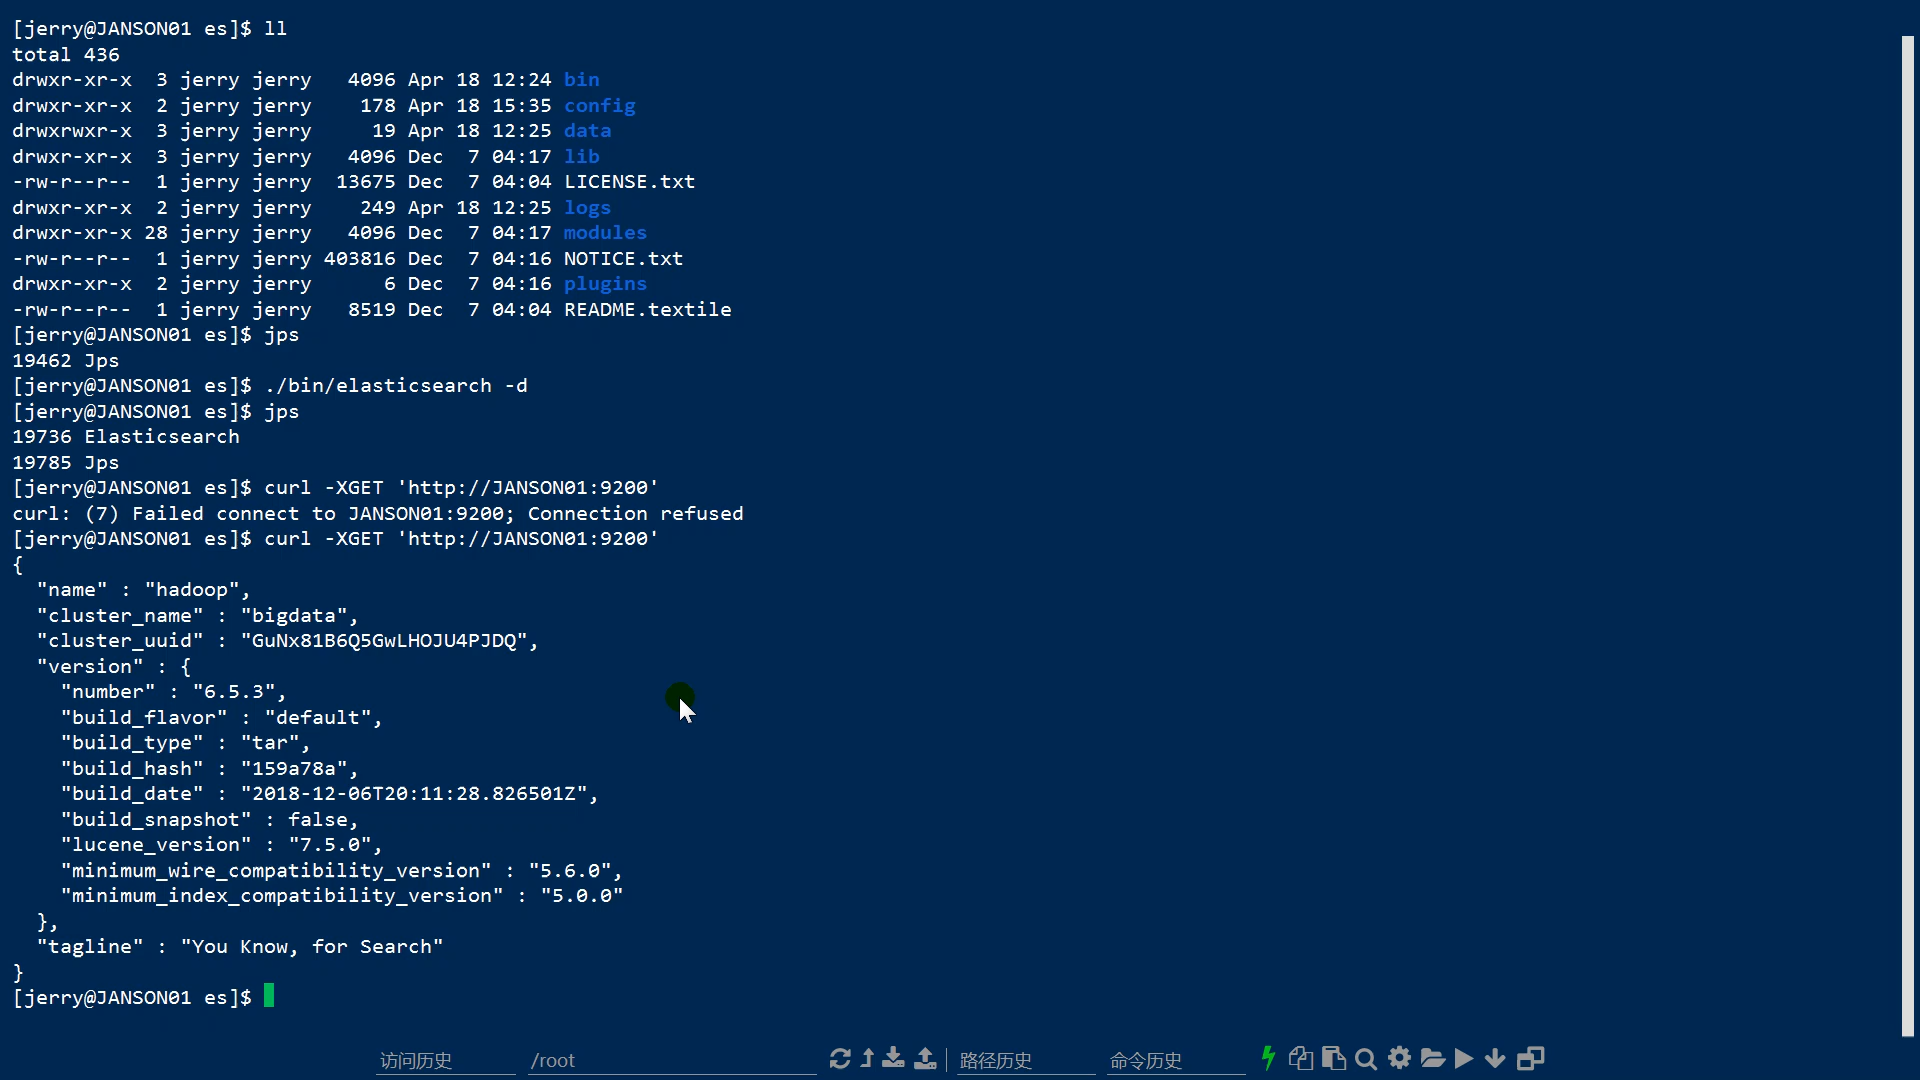 [jerry@JANSON01 es]$ ll
total 436
drwxr-xr-x  3 jerry jerry   4096 Apr 18 12:24 bin
drwxr-xr-x  2 jerry jerry    178 Apr 18 15:35 config
drwxrwxr-x  3 jerry jerry     19 Apr 18 12:25 data
drwxr-xr-x  3 jerry jerry   4096 Dec  7 04:17 lib
-rw-r--r--  1 jerry jerry  13675 Dec  7 04:04 LICENSE.txt
drwxr-xr-x  2 jerry jerry    249 Apr 18 12:25 logs
drwxr-xr-x 28 jerry jerry   4096 Dec  7 04:17 modules
-rw-r--r--  1 jerry jerry 403816 Dec  7 04:16 NOTICE.txt
drwxr-xr-x  2 jerry jerry      6 Dec  7 04:16 plugins
-rw-r--r--  1 jerry jerry   8519 Dec  7 04:04 README.textile
[jerry@JANSON01 es]$ jps
19462 Jps
[jerry@JANSON01 es]$ ./bin/elasticsearch -d
[jerry@JANSON01 es]$ jps
19736 Elasticsearch
19785 Jps
[jerry@JANSON01 es]$ curl -XGET 'http://JANSON01:9200'
curl: (7) Failed connect to JANSON01:9200; Connection refused
[jerry@JANSON01 es]$ curl -XGET 'http://JANSON01:9200'
{
  "name" : "hadoop",
  "cluster_name" : "bigdata",
  "cluster_uuid" : "GuNx81B6Q5GwLHOJU4PJDQ",
  "version" : {
    "number" : "6.5.3",
    "build_flavor" : "default",
    "build_type" : "tar",
    "build_hash" : "159a78a",
    "build_date" : "2018-12-06T20:11:28.826501Z",
    "build_snapshot" : false,
    "lucene_version" : "7.5.0",
    "minimum_wire_compatibility_version" : "5.6.0",
    "minimum_index_compatibility_version" : "5.0.0"
  },
  "tagline" : "You Know, for Search"
}
[jerry@JANSON01 es]$
访问历史 /root 路径历史 命令历史